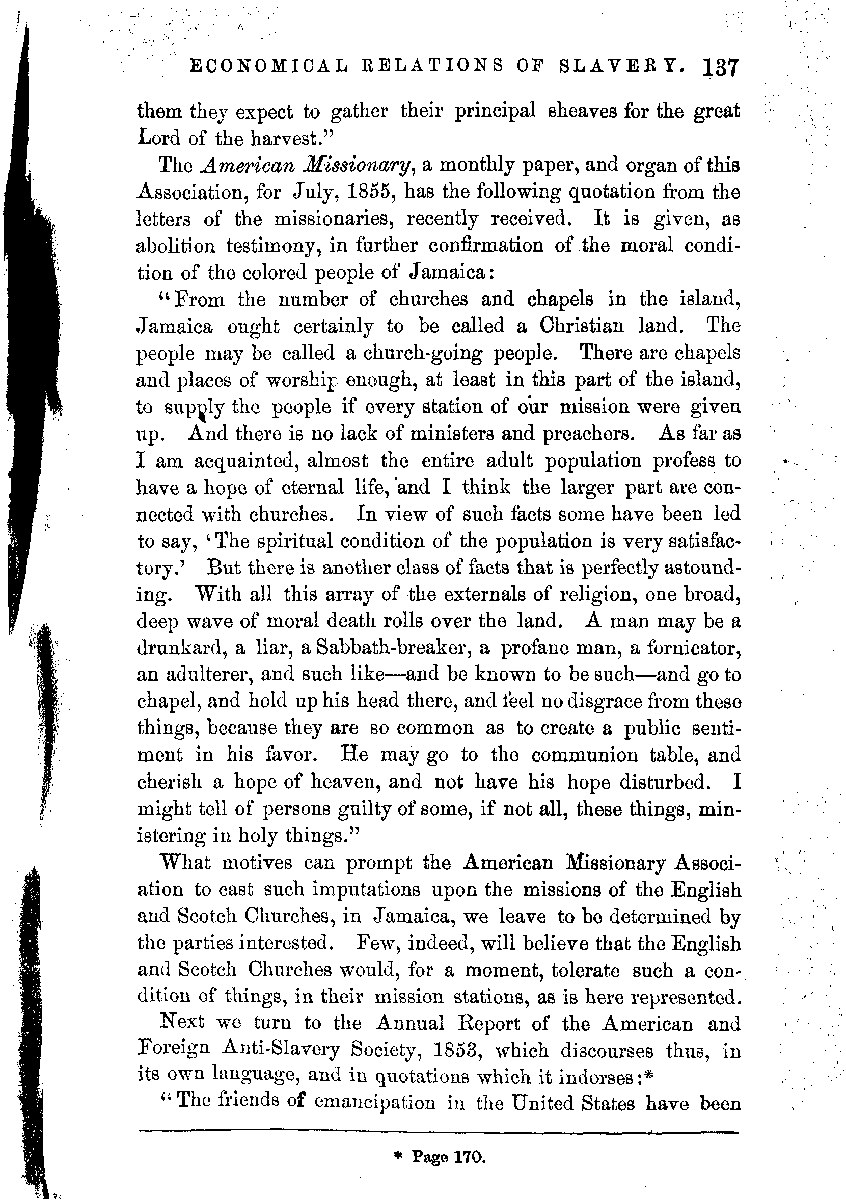 ECONOMICAL RELATIONS OF SLAVERY. 137
them they expect to gather their principal sheaves for the great
Lord of the harvest."
The American Missionary, a monthly paper, and organ of this
Association, for July, 1855, has the following quotation from the
letters of the missionaries, recently received. It is given, as
abolition testimony, in further confirmation of the moral condi-
tion of the colored people of Jamaica:
"From the number of churches and chapels in the island,
Jamaica ought certainly to be called a Christian land. The
people may be called a church-going people. There are chapels
and places of worship enough, at least in this part of the island,
to supply the people if every station of our mission were given
up. And there is no lack of ministers and preachers. As far as
I am acquainted, almost the entire adult population profess to
have a hope of eternal life, and I think the larger part are con-
nected with churches. In view of such facts some have been led
to say, 'The spiritual condition of the population is very satisfac-
tory.' But there is another class of facts that is perfectly astound-
ing. With all this array of the externals of religion, one broad,
deep wave of moral death rolls over the land. A man may be a
drunkard, a liar, a Sabbath-breaker, a profane man, a fornicator,
an adulterer, and such like—and be known to be such—and go to
chapel, and hold up his head there, and feel no disgrace from these
things, because they are so common as to create a public senti-
ment in his favor. He may go to the communion table, and
cherish a hope of heaven, and not have his hope disturbed. I
might tell of persons guilty of some, if not all, these things, min-
istering in holy things."
What motives can prompt the American Missionary Associ-
ation to cast such imputations upon the missions of the English
and Scotch Churches, in Jamaica, we leave to be determined by
the parties interested. Few, indeed, will believe that the English
and Scotch Churches would, for a moment, tolerate such a con-
dition of things, in their mission stations, as is here represented.
Next we turn to the Annual Report of the American and
Foreign Anti-Slavery Society, 1853, which discourses thus, in
its own language, and in quotations which it indorses:*
"The friends of emancipation in the United States have been
* Page 170.